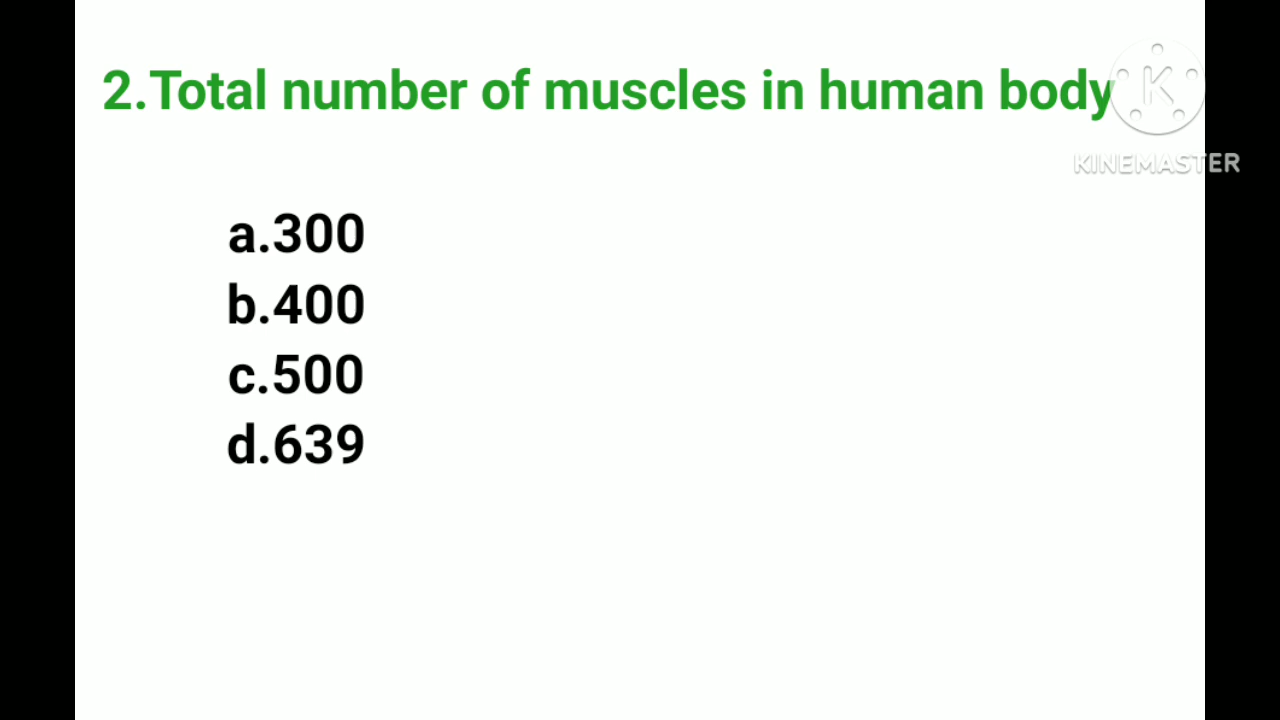 2.Total number of muscles in human body
K
KINEMASTER
a.300
b.400
c.500
d.639